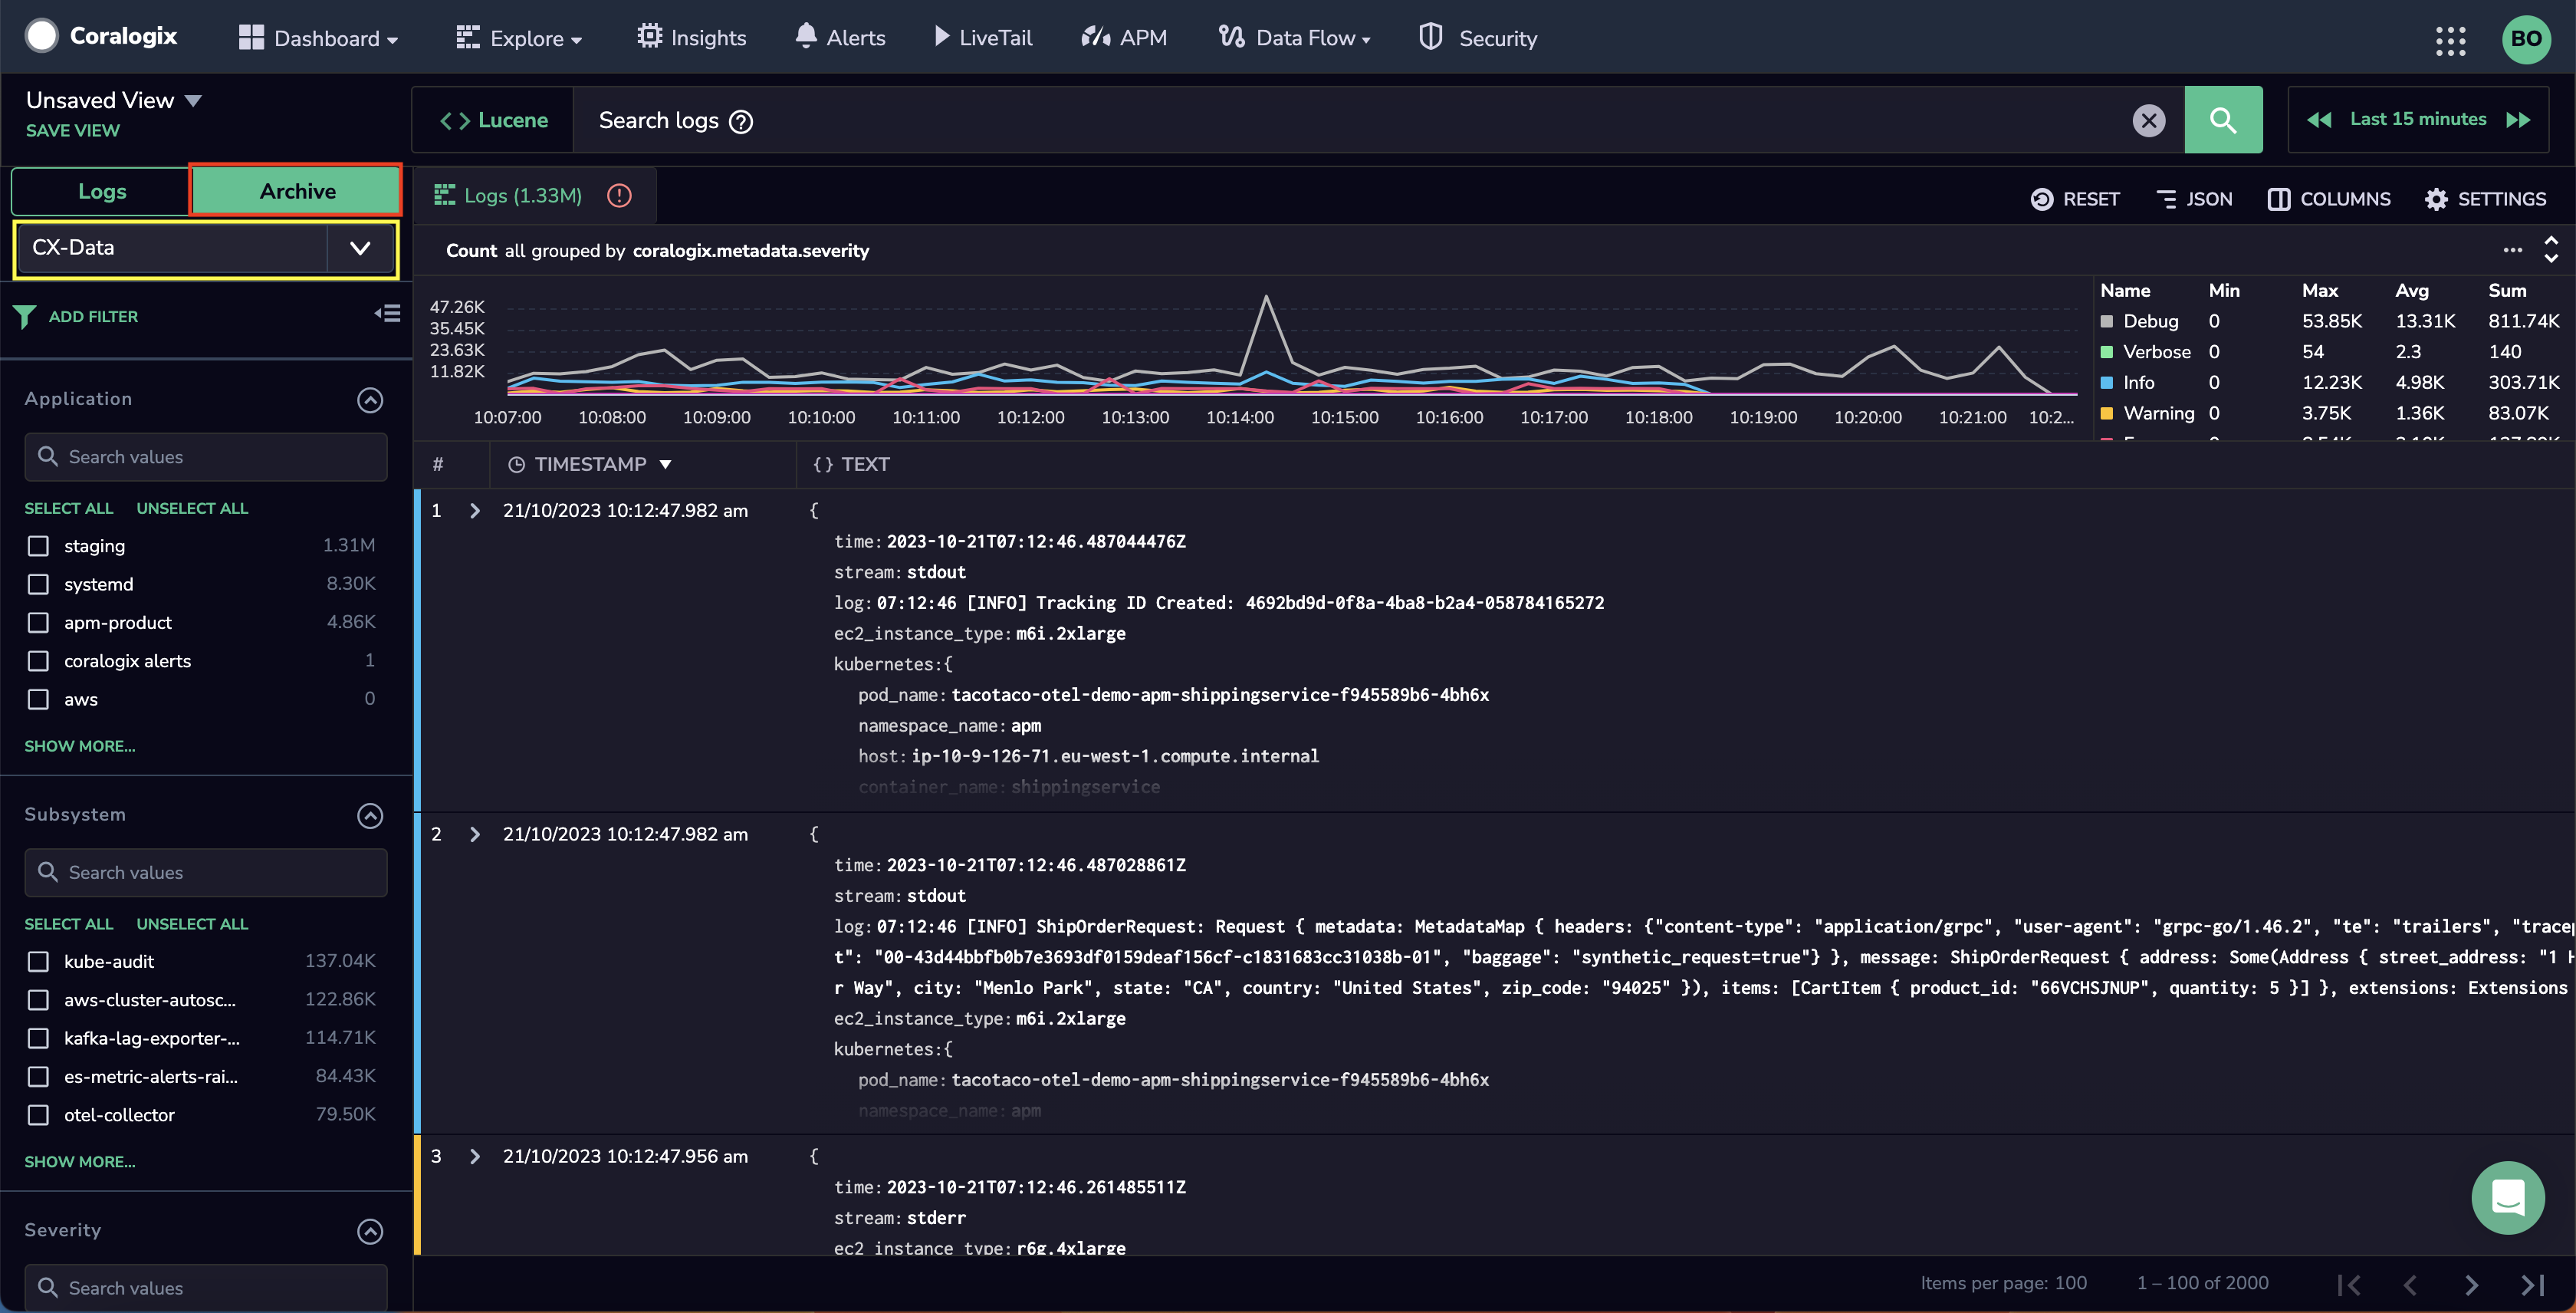 Coralogix Dashboard Explore Insights Alerts LiveTail APM Data Flow Security BO
Unsaved View
SAVE VIEW
Lucene Search logs Last 15 minutes
Logs Archive
CX-Data
ADD FILTER
Application
Search values
SELECT ALL UNSELECT ALL
staging 1.31M
systemd 8.30K
apm-product 4.86K
coralogix alerts 1
aws 0
SHOW MORE...
Subsystem
Search values
SELECT ALL UNSELECT ALL
kube-audit 137.04K
aws-cluster-autosc... 122.86K
kafka-lag-exporter-... 114.71K
es-metric-alerts-rai... 84.43K
otel-collector 79.50K
SHOW MORE...
Severity
Search values
Logs (1.33M) RESET JSON COLUMNS SETTINGS
Count all grouped by coralogix.metadata.severity
47.26K
35.45K
23.63K
11.82K
10:07:00 10:08:00 10:09:00 10:10:00 10:11:00 10:12:00 10:13:00 10:14:00 10:15:00 10:16:00 10:17:00 10:18:00 10:19:00 10:20:00 10:21:00 10:2...
Name Min Max Avg Sum
Debug 0 53.85K 13.31K 811.74K
Verbose 0 54 2.3 140
Info 0 12.23K 4.98K 303.71K
Warning 0 3.75K 1.36K 83.07K
# TIMESTAMP {} TEXT
1 21/10/2023 10:12:47.982 am {
time: 2023-10-21T07:12:46.487044476Z
stream: stdout
log: 07:12:46 [INFO] Tracking ID Created: 4692bd9d-0f8a-4ba8-b2a4-058784165272
ec2_instance_type: m6i.2xlarge
kubernetes:{
pod_name: tacotaco-otel-demo-apm-shippingservice-f945589b6-4bh6x
namespace_name: apm
host: ip-10-9-126-71.eu-west-1.compute.internal
container_name: shippingservice
2 21/10/2023 10:12:47.982 am {
time: 2023-10-21T07:12:46.487028861Z
stream: stdout
log: 07:12:46 [INFO] ShipOrderRequest: Request { metadata: MetadataMap { headers: {"content-type": "application/grpc", "user-agent": "grpc-go/1.46.2", "te": "trailers", "trace
t": "00-43d44bbfb0b7e3693df0159deaf156cf-c1831683cc31038b-01", "baggage": "synthetic_request=true"} }, message: ShipOrderRequest { address: Some(Address { street_address: "1 H
r Way", city: "Menlo Park", state: "CA", country: "United States", zip_code: "94025" }), items: [CartItem { product_id: "66VCHSJNUP", quantity: 5 }] }, extensions: Extensions
ec2_instance_type: m6i.2xlarge
kubernetes:{
pod_name: tacotaco-otel-demo-apm-shippingservice-f945589b6-4bh6x
namespace_name: apm
3 21/10/2023 10:12:47.956 am {
time: 2023-10-21T07:12:46.261485511Z
stream: stderr
ec2_instance_type: r6g.4xlarge
Items per page: 100 1 – 100 of 2000